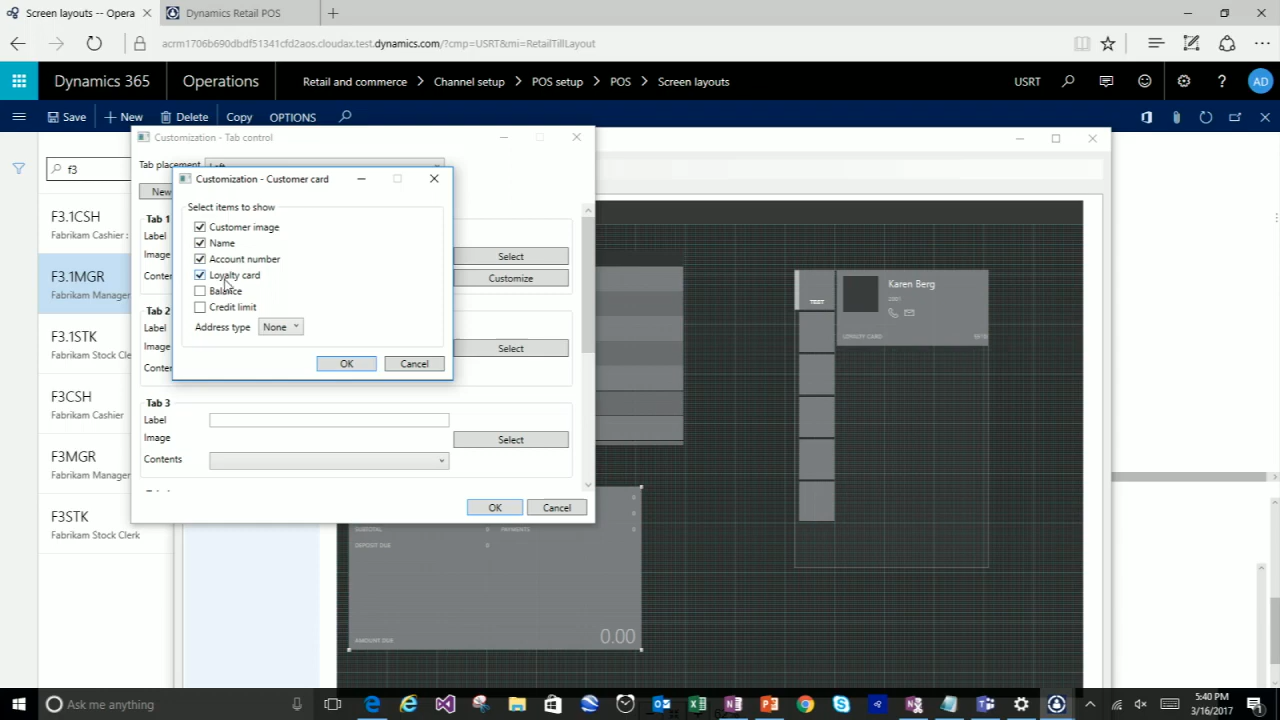 Screen layouts -- Opera
Dynamics Retail POS
acrm1706b690dbdf51341cfd2aos.cloudax.test.dynamics.com/?cmp=USRT&mi=RetailTillLayout
Dynamics 365
Operations
Retail and commerce > Channel setup > POS setup > POS > Screen layouts
USRT
AD
Save
New
Delete
Copy
OPTIONS
f3
F3.1CSH
Fabrikam Cashier :
F3.1MGR
Fabrikam Manager
F3.1STK
Fabrikam Stock Cle
F3CSH
Fabrikam Cashier
F3MGR
Fabrikam Manager
F3STK
Fabrikam Stock Clerk
Customization - Tab control
Tab placement
New
Tab 1
Label
Image
Select
Customize
Tab 2
Label
Image
Select
Tab 3
Label
Image
Select
Contents
OK
Cancel
Customization - Customer card
Select items to show
Customer image
Name
Account number
Loyalty card
Balance
Credit limit
Address type
None
OK
Cancel
TEST
Karen Berg
LOYALTY CARD
SUBTOTAL
0
PAYMENTS
0
DEPOSIT DUE
0
AMOUNT DUE
0.00
Ask me anything
5:40 PM
3/16/2017